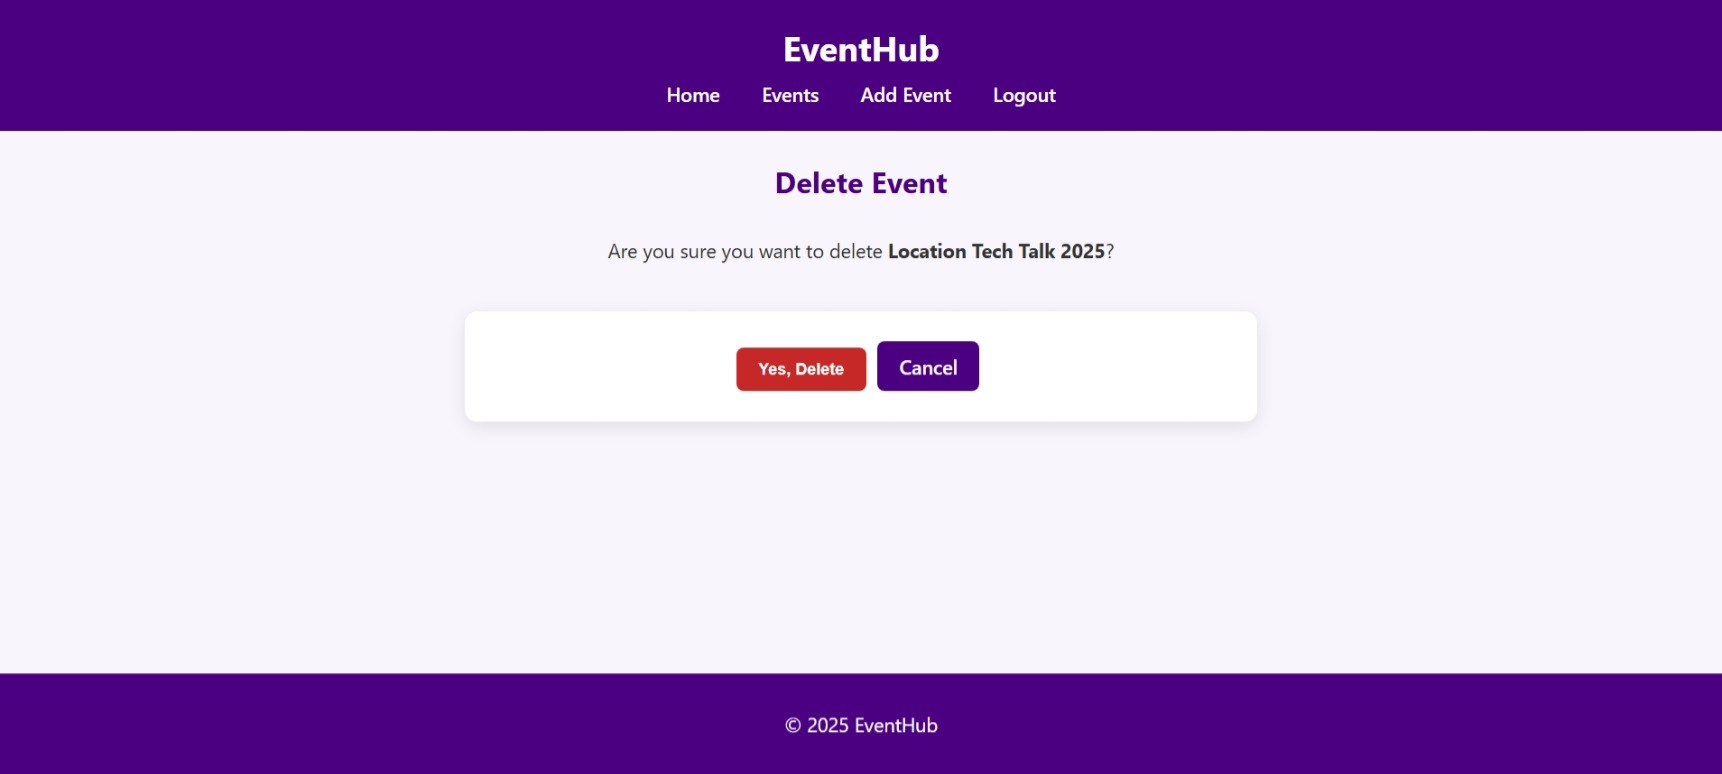 EventHub
Home Events Add Event Logout
Delete Event
Are you sure you want to delete Location Tech Talk 2025?
Yes, Delete Cancel
© 2025 EventHub